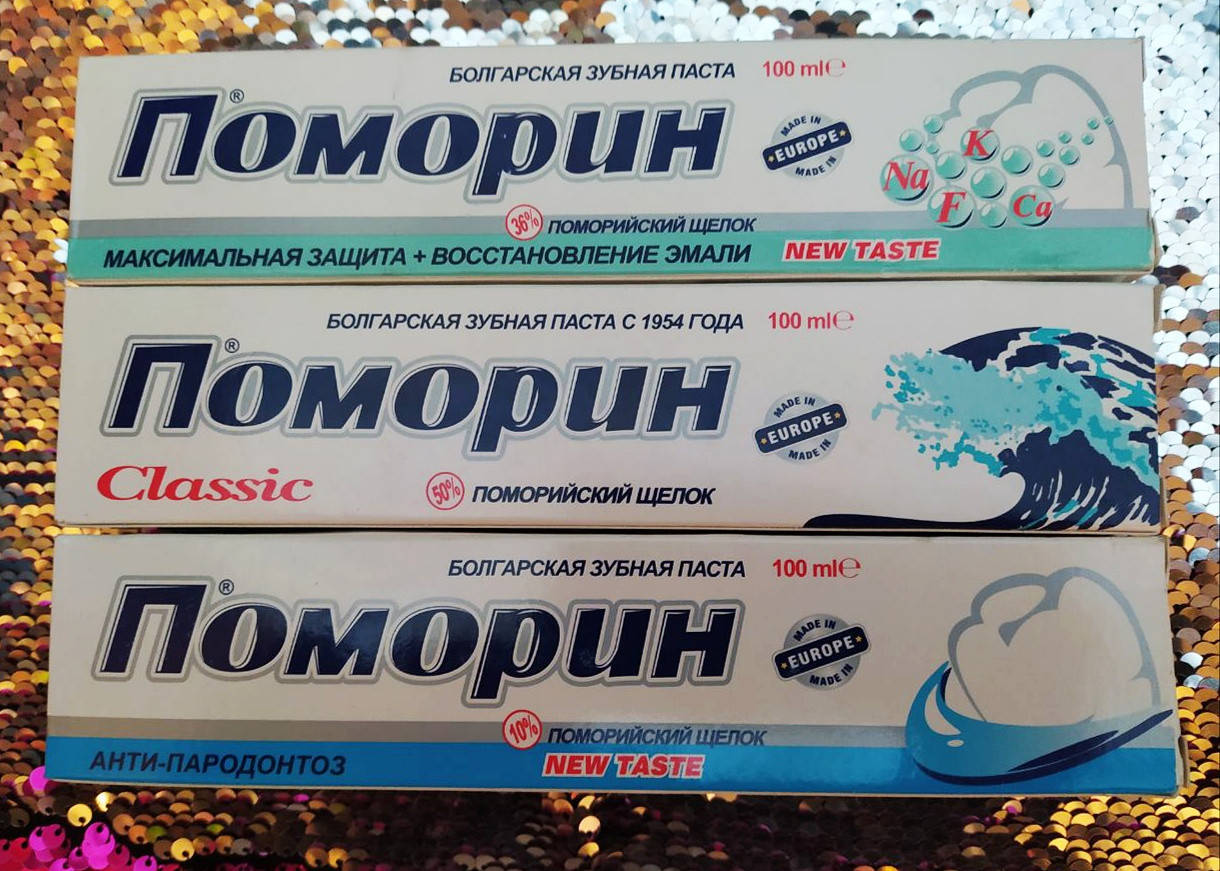 БОЛГАРСКАЯ ЗУБНАЯ ПАСТА 100 ml℮
Поморин®
MADE IN
EUROPE
MADE IN
K
Na
F
Ca
36% ПОМОРИЙСКИЙ ЩЕЛОК
МАКСИМАЛЬНАЯ ЗАЩИТА + ВОССТАНОВЛЕНИЕ ЭМАЛИ NEW TASTE
БОЛГАРСКАЯ ЗУБНАЯ ПАСТА С 1954 ГОДА 100 ml℮
Поморин®
MADE IN
EUROPE
MADE IN
Classic 50% ПОМОРИЙСКИЙ ЩЕЛОК
БОЛГАРСКАЯ ЗУБНАЯ ПАСТА 100 ml℮
Поморин®
MADE IN
EUROPE
MADE IN
10% ПОМОРИЙСКИЙ ЩЕЛОК
АНТИ-ПАРОДОНТОЗ NEW TASTE